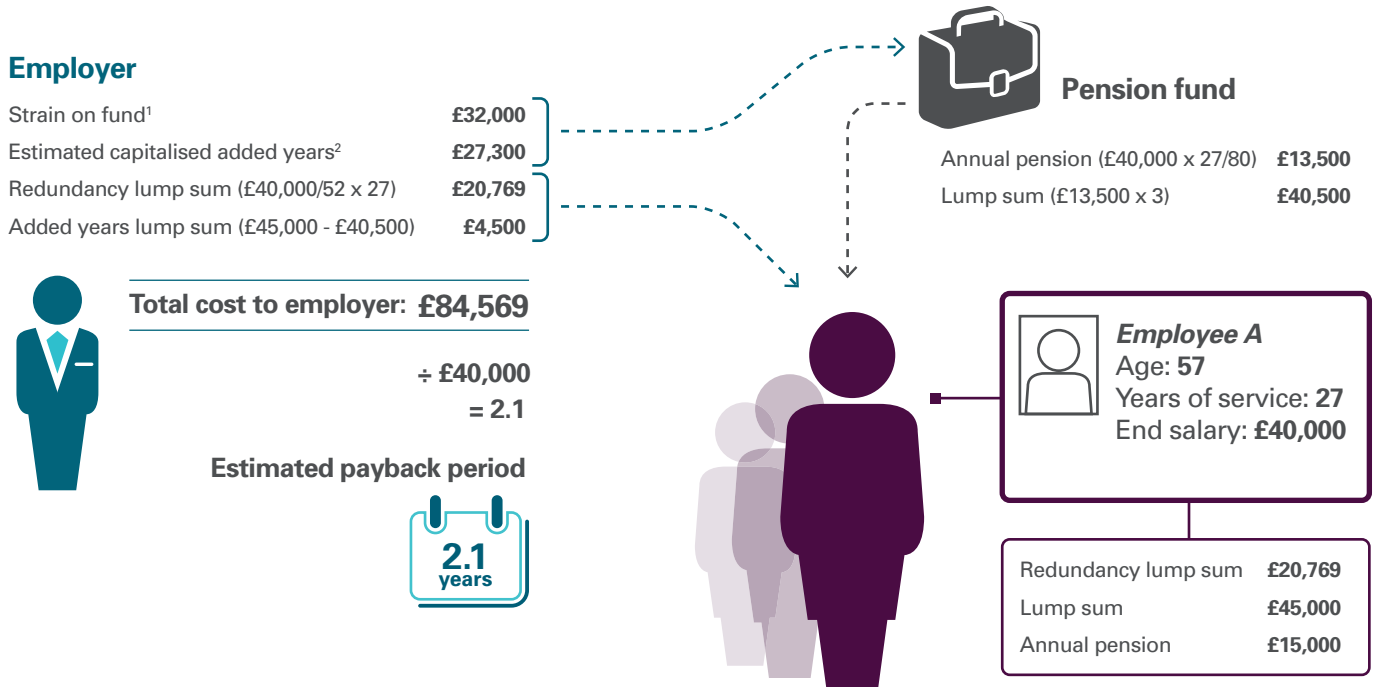 Employer
Strain on fund¹ £32,000
Estimated capitalised added years² £27,300
Redundancy lump sum (£40,000/52 x 27) £20,769
Added years lump sum (£45,000 - £40,500) £4,500
Total cost to employer: £84,569
÷ £40,000
= 2.1
Estimated payback period
2.1
years
Pension fund
Annual pension (£40,000 x 27/80) £13,500
Lump sum (£13,500 x 3) £40,500
Employee A
Age: 57
Years of service: 27
End salary: £40,000
Redundancy lump sum £20,769
Lump sum £45,000
Annual pension £15,000